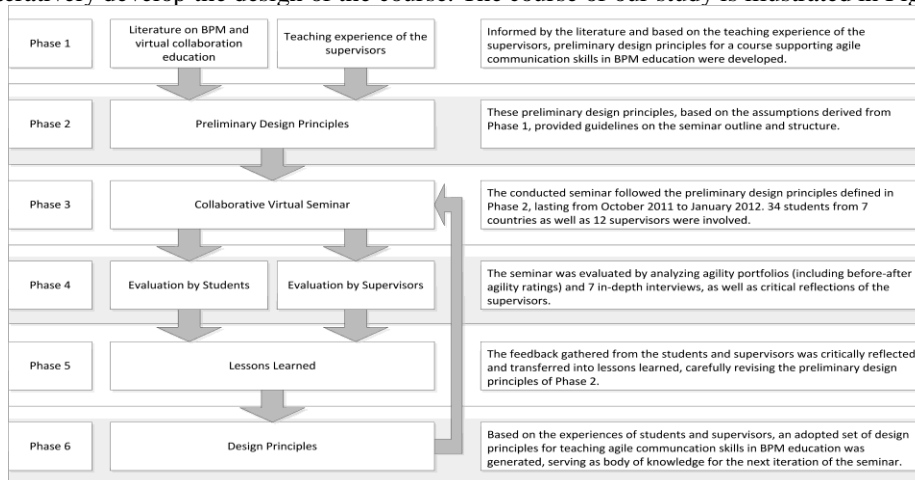 teratively develop the design of the course. The course of our study is illustrated in Fig
Phase 1
Literature on BPM and
virtual collaboration
education
Teaching experience of the
supervisors
Informed by the literature and based on the teaching experience of the
supervisors, preliminary design principles for a course supporting agile
communication skills in BPM education were developed.
Phase 2
Preliminary Design Principles
These preliminary design principles, based on the assumptions derived from
Phase 1, provided guidelines on the seminar outline and structure.
Phase 3
Collaborative Virtual Seminar
The conducted seminar followed the preliminary design principles defined in
Phase 2, lasting from October 2011 to January 2012. 34 students from 7
countries as well as 12 supervisors were involved.
Phase 4
Evaluation by Students
Evaluation by Supervisors
The seminar was evaluated by analyzing agility portfolios (including before-after
agility ratings) and 7 in-depth interviews, as well as critical reflections of the
supervisors.
Phase 5
Lessons Learned
The feedback gathered from the students and supervisors was critically reflected
and transferred into lessons learned, carefully revising the preliminary design
principles of Phase 2.
Phase 6
Design Principles
Based on the experiences of students and supervisors, an adopted set of design
principles for teaching agile communcation skills in BPM education was
generated, serving as body of knowledge for the next iteration of the seminar.